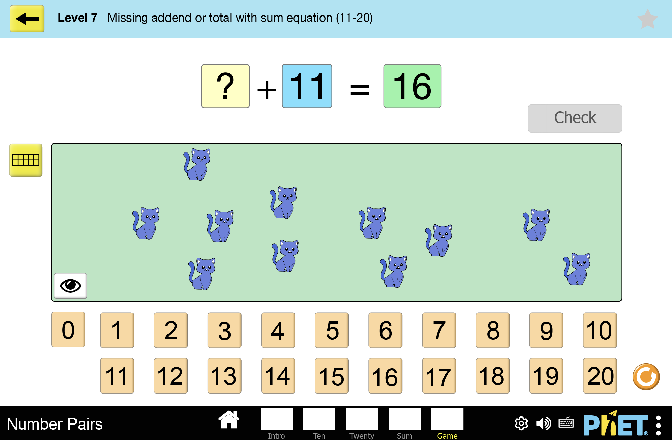 Level 7 Missing addend or total with sum equation (11-20)
? + 11 = 16
Check
0 1 2 3 4 5 6 7 8 9 10
11 12 13 14 15 16 17 18 19 20
Number Pairs
Intro Ten Twenty Sum Game
PhET